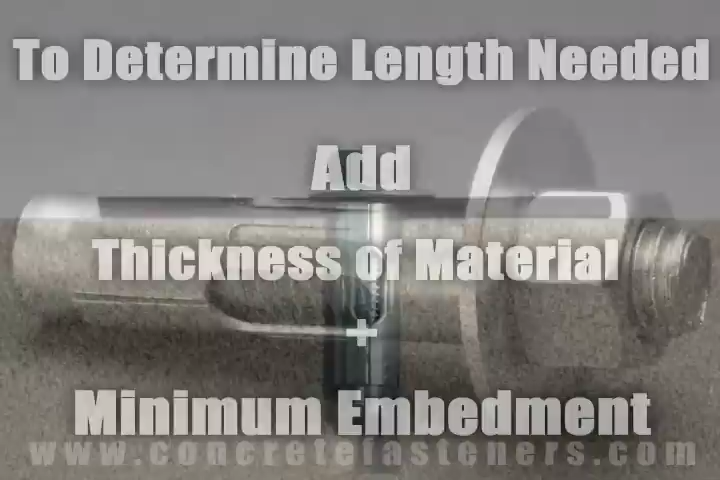 To Determine Length Needed
Add
Thickness of Material
+
Minimum Embedment
www.concretefasteners.com